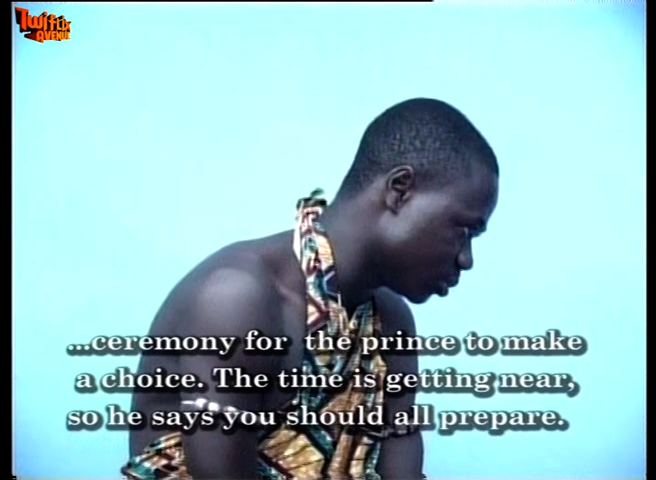 Twiflix
AVENUE
...ceremony for the prince to make
a choice. The time is getting near,
so he says you should all prepare.